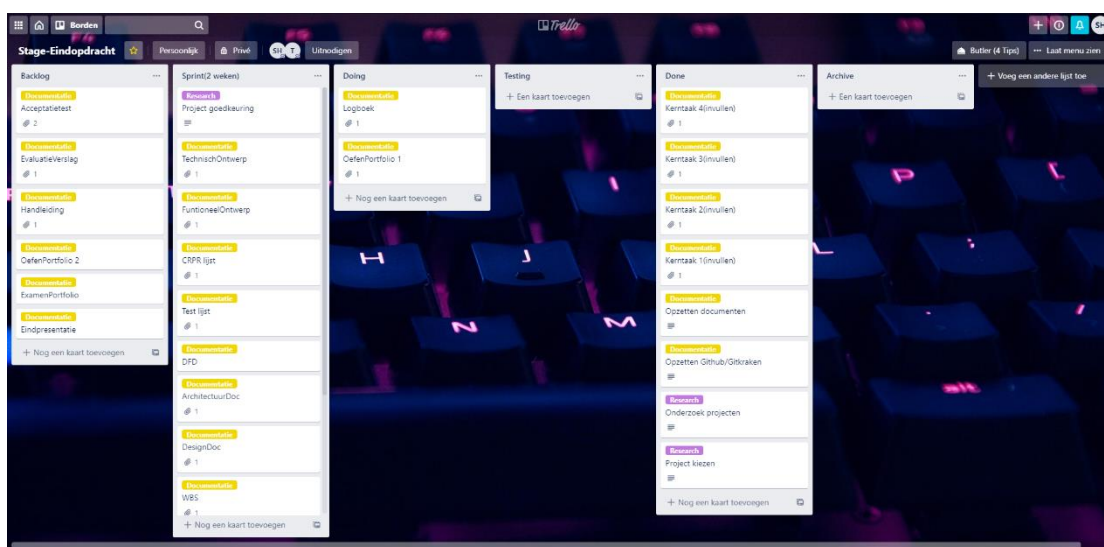 Borden
Trello
SH
Stage-Eindopdracht
Persoonlijk
Privé
SH T
Uitnodigen
Butler (4 Tips)
··· Laat menu zien
Backlog
Documentatie
Acceptatietest
2
Documentatie
EvaluatieVerslag
1
Documentatie
Handleiding
1
Documentatie
OefenPortfolio 2
Documentatie
ExamenPortfolio
Documentatie
Eindpresentatie
+ Nog een kaart toevoegen
Sprint(2 weken)
Research
Project goedkeuring
Documentatie
TechnischOntwerp
1
Documentatie
FuntioneelOntwerp
1
Documentatie
CRPR lijst
1
Documentatie
Test lijst
1
Documentatie
DFD
Documentatie
ArchitectuurDoc
1
Documentatie
DesignDoc
1
Documentatie
WBS
1
+ Nog een kaart toevoegen
Doing
Documentatie
Logboek
1
Documentatie
OefenPortfolio 1
1
+ Nog een kaart toevoegen
Testing
+ Een kaart toevoegen
Done
Documentatie
Kerntaak 4(invullen)
1
Documentatie
Kerntaak 3(invullen)
1
Documentatie
Kerntaak 2(invullen)
1
Documentatie
Kerntaak 1(invullen)
1
Documentatie
Opzetten documenten
Documentatie
Opzetten Github/Gitkraken
Research
Onderzoek projecten
Research
Project kiezen
+ Nog een kaart toevoegen
Archive
+ Een kaart toevoegen
+ Voeg een andere lijst toe
H
J
N
M
I
P
[
L
;
.
/
alt